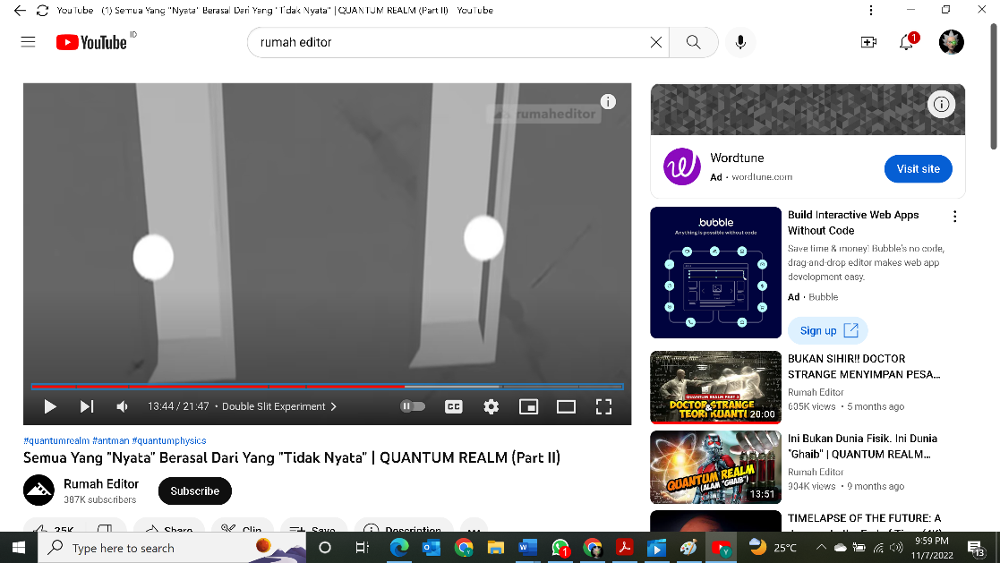 YouTube - (1) Semua Yang "Nyata" Berasal Dari Yang "Tidak Nyata" | QUANTUM REALM (Part II) - YouTube
YouTube ID
rumah editor
1
rumaheditor
13:44 / 21:47 • Double Slit Experiment
CC
#quantumrealm #antman #quantumphysics
Semua Yang "Nyata" Berasal Dari Yang "Tidak Nyata" | QUANTUM REALM (Part II)
Rumah Editor
387K subscribers
Subscribe
35K
Share
Clip
Save
Description
Wordtune
Ad • wordtune.com
Visit site
.bubble
Anything is possible without code
Build Interactive Web Apps
Without Code
Save time & money! Bubble's no code,
drag-and-drop editor makes web app
development easy.
Ad • Bubble
Sign up
QUANTUM REALM PART 3
DOCTOR
STRANGE
&
TEORI KUANTUM
20:00
BUKAN SIHIR!! DOCTOR
STRANGE MENYIMPAN PESA...
Rumah Editor
605K views • 5 months ago
QUANTUM REALM
(ALAM "GHAIB")
13:51
Ini Bukan Dunia Fisik. Ini Dunia
"Ghaib" | QUANTUM REALM...
Rumah Editor
934K views • 9 months ago
TIMELAPSE OF THE FUTURE: A
Type here to search
1
25°C
9:59 PM
11/7/2022
13